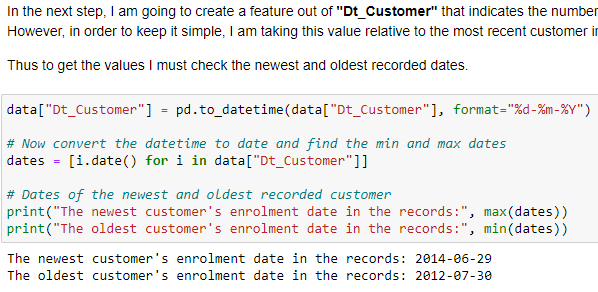 In the next step, I am going to create a feature out of "Dt_Customer" that indicates the number
However, in order to keep it simple, I am taking this value relative to the most recent customer
Thus to get the values I must check the newest and oldest recorded dates.
data["Dt_Customer"] = pd.to_datetime(data["Dt_Customer"], format="%d-%m-%Y")
# Now convert the datetime to date and find the min and max dates
dates = [i.date() for i in data["Dt_Customer"]]
# Dates of the newest and oldest recorded customer
print("The newest customer's enrolment date in the records:", max(dates))
print("The oldest customer's enrolment date in the records:", min(dates))
The newest customer's enrolment date in the records: 2014-06-29
The oldest customer's enrolment date in the records: 2012-07-30